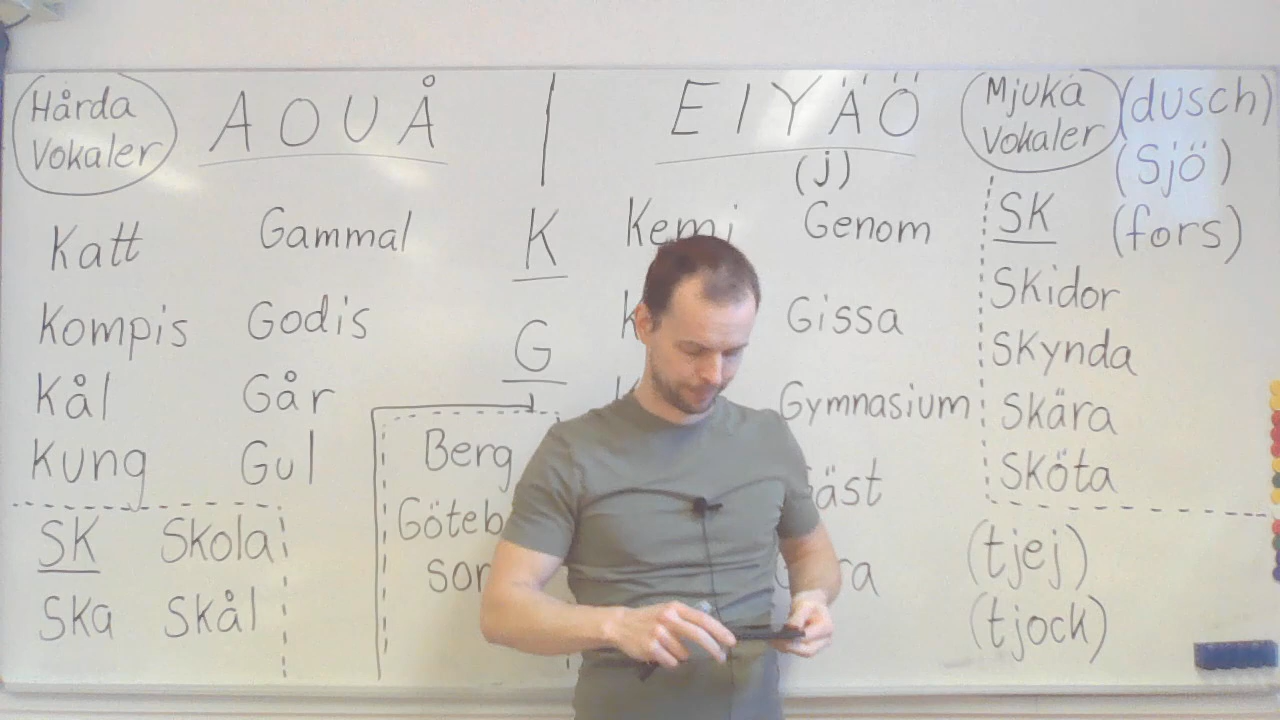 Hårda
Vokaler
A O U Å
E I Y Ä Ö
(j)
Mjuka
Vokaler
(dusch)
(Sjö)
(fors)
Katt Gammal
Kompis Godis
Kål Går
Kung Gul
SK Skola
Ska Skål
K
G
Berg
Kemi Genom
Gissa
Gymnasium
SK
Skidor
Skynda
Skära
Sköta
(tjej)
(tjock)